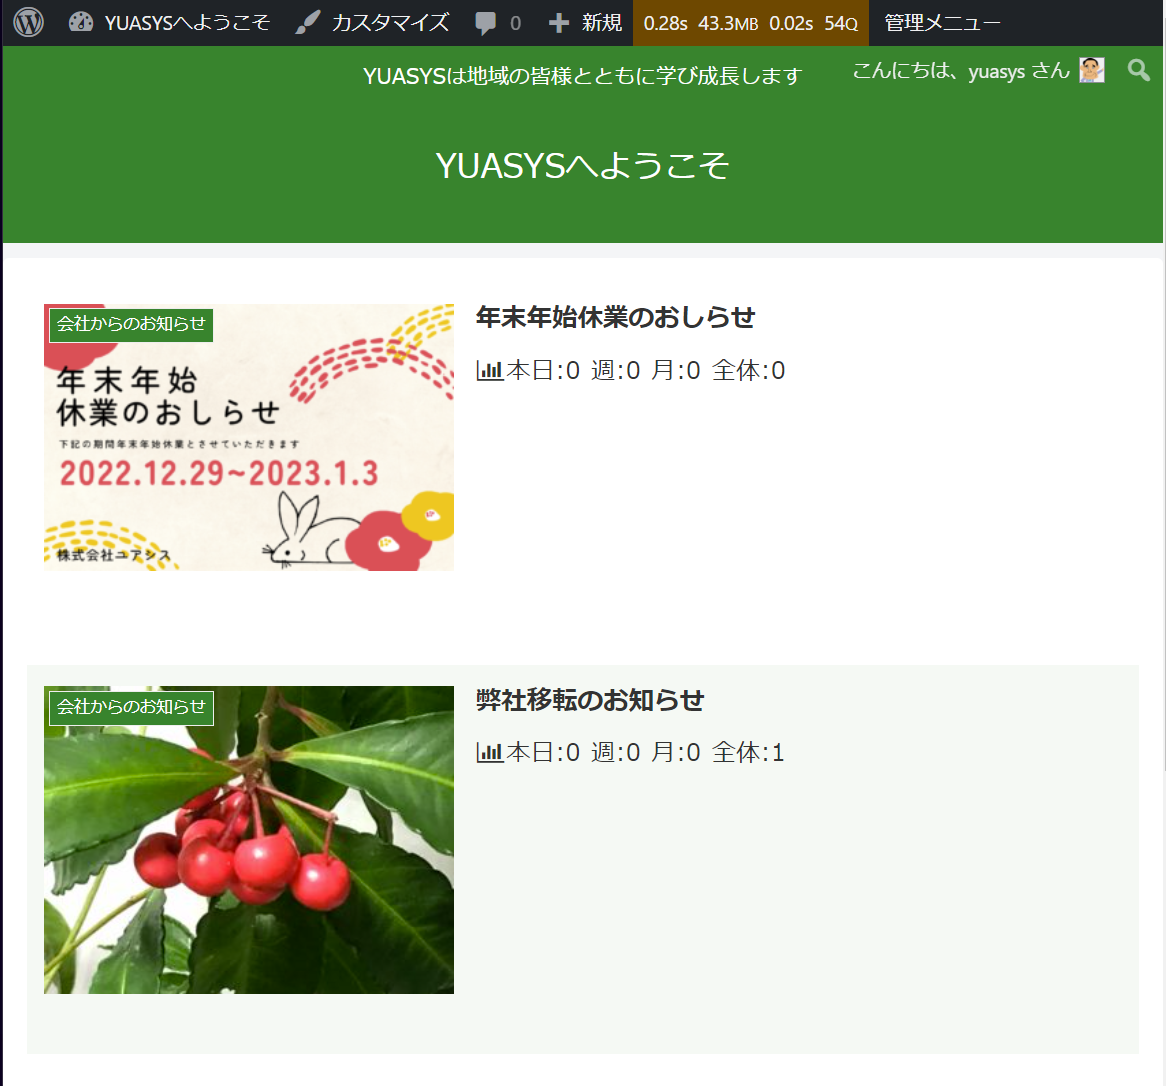 YUASYSへようこそ カスタマイズ 0 新規 0.28s 43.3MB 0.02s 54Q 管理メニュー
YUASYSは地域の皆様とともに学び成長します こんにちは、yuasys さん
YUASYSへようこそ
会社からのお知らせ
年末年始
休業のおしらせ
下記の期間年末年始休業とさせていただきます
2022.12.29~2023.1.3
株式会社ユアシス
年末年始休業のおしらせ
本日:0 週:0 月:0 全体:0
会社からのお知らせ
弊社移転のお知らせ
本日:0 週:0 月:0 全体:1